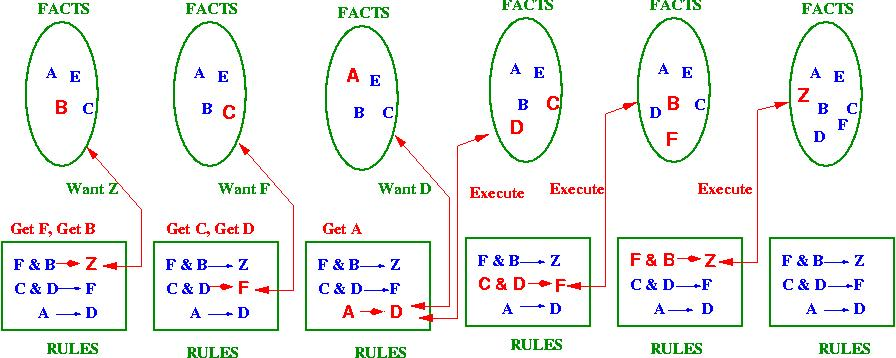 FACTS
A E
B C
Want Z
Get F, Get B
F & B Z
C & D F
A D
RULES
FACTS
A E
B C
Want F
Get C, Get D
F & B Z
C & D F
A D
RULES
FACTS
A E
B C
Want D
Get A
F & B Z
C & D F
A D
RULES
FACTS
A E
B C
D
Execute
F & B Z
C & D F
A D
RULES
FACTS
A E
D B C
F
Execute
F & B Z
C & D F
A D
RULES
FACTS
A E
Z
B C
F
D
Execute
F & B Z
C & D F
A D
RULES